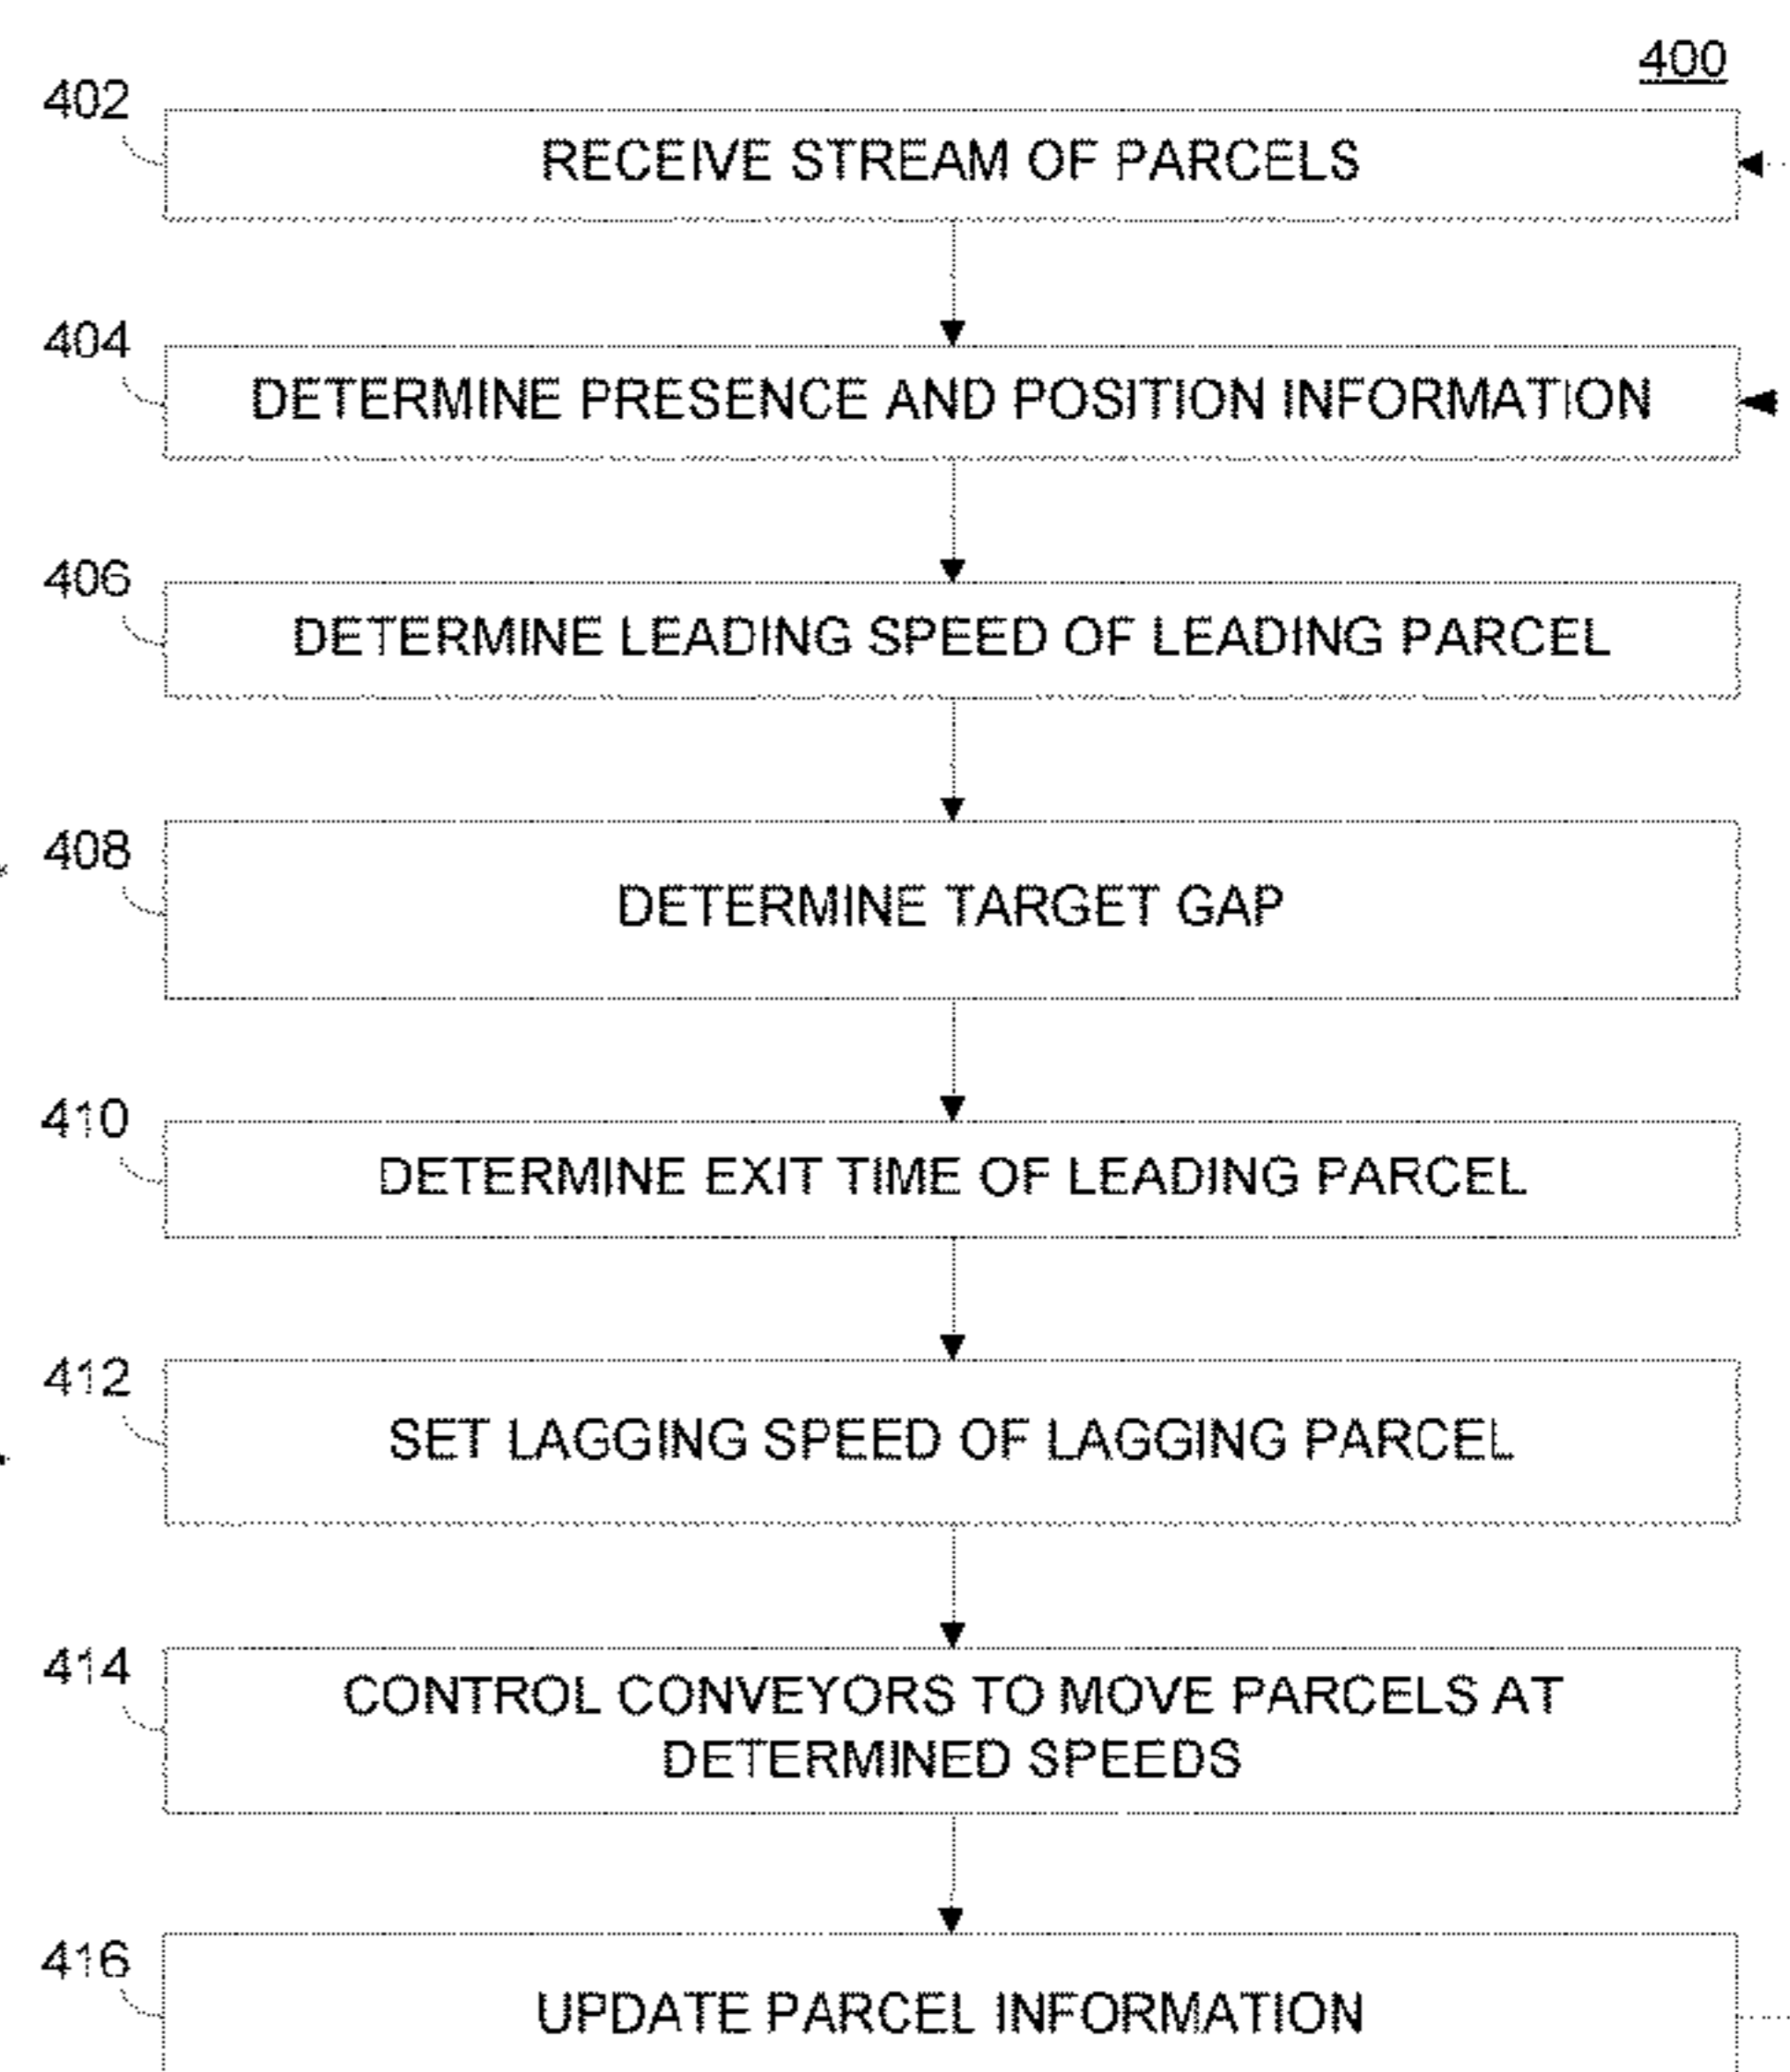 400
402
RECEIVE STREAM OF PARCELS
404
DETERMINE PRESENCE AND POSITION INFORMATION
406
DETERMINE LEADING SPEED OF LEADING PARCEL
408
DETERMINE TARGET GAP
410
DETERMINE EXIT TIME OF LEADING PARCEL
412
SET LAGGING SPEED OF LAGGING PARCEL
414
CONTROL CONVEYORS TO MOVE PARCELS AT
DETERMINED SPEEDS
416
UPDATE PARCEL INFORMATION